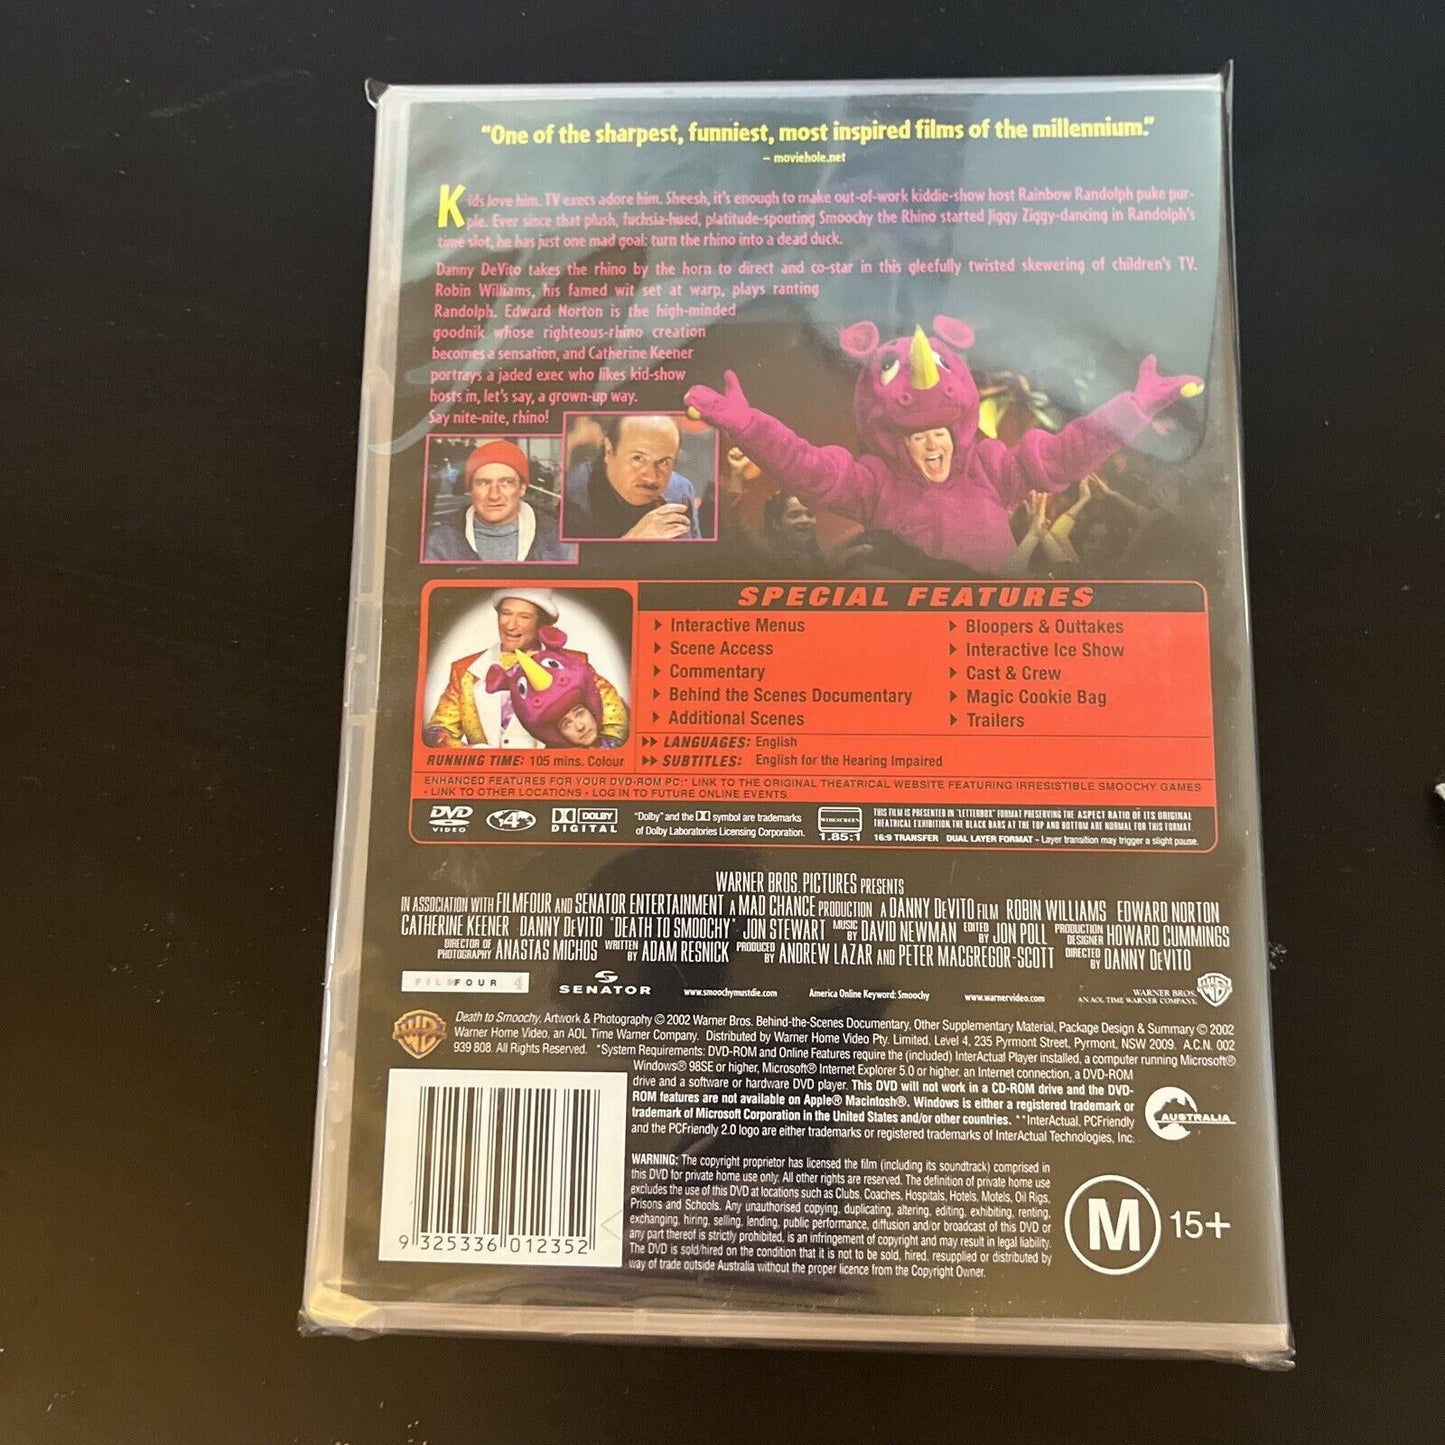 "One of the sharpest, funniest, most inspired films of the millennium."
– moviehole.net
Kids love him. TV execs adore him. Sheesh, it's enough to make out-of-work kiddie-show host Rainbow Randolph puke pur-
ple. Ever since that plush, fuchsia-hued, platitude-spouting Smoochy the Rhino started Jiggy Ziggy-dancing in Randolph's
time slot, he has just one mad goal: turn the rhino into a dead duck.
Danny DeVito takes the rhino by the horn to direct and co-star in this gleefully twisted skewering of children's TV.
Robin Williams, his famed wit set at warp, plays ranting
Randolph. Edward Norton is the high-minded
goodnik whose righteous-rhino creation
becomes a sensation, and Catherine Keener
portrays a jaded exec who likes kid-show
hosts in, let's say, a grown-up way.
Say nite-nite, rhino!
SPECIAL FEATURES
Interactive Menus
Scene Access
Commentary
Behind the Scenes Documentary
Additional Scenes
Bloopers & Outtakes
Interactive Ice Show
Cast & Crew
Magic Cookie Bag
Trailers
LANGUAGES: English
SUBTITLES: English for the Hearing Impaired
RUNNING TIME: 105 mins. Colour
ENHANCED FEATURES FOR YOUR DVD-ROM PC:* LINK TO THE ORIGINAL THEATRICAL WEBSITE FEATURING IRRESISTIBLE SMOOCHY GAMES
• LINK TO OTHER LOCATIONS • LOG IN TO FUTURE ONLINE EVENTS
DVD VIDEO
4
DOLBY DIGITAL
"Dolby" and the DD symbol are trademarks
of Dolby Laboratories Licensing Corporation.
WIDESCREEN
1.85:1
THIS FILM IS PRESENTED IN "LETTERBOX" FORMAT PRESERVING THE ASPECT RATIO OF ITS ORIGINAL
THEATRICAL EXHIBITION. THE BLACK BARS AT THE TOP AND BOTTOM ARE NORMAL FOR THIS FORMAT.
16:9 TRANSFER DUAL LAYER FORMAT - Layer transition may trigger a slight pause.
WARNER BROS. PICTURES PRESENTS
IN ASSOCIATION WITH FILMFOUR AND SENATOR ENTERTAINMENT A MAD CHANCE PRODUCTION A DANNY DeVITO FILM ROBIN WILLIAMS EDWARD NORTON
CATHERINE KEENER DANNY DeVITO "DEATH TO SMOOCHY" JON STEWART MUSIC BY DAVID NEWMAN EDITED BY JON POLL PRODUCTION DESIGNER HOWARD CUMMINGS
DIRECTOR OF PHOTOGRAPHY ANASTAS MICHOS WRITTEN BY ADAM RESNICK PRODUCED BY ANDREW LAZAR AND PETER MACGREGOR-SCOTT DIRECTED BY DANNY DeVITO
FILMFOUR 4
SENATOR
www.smoochymustdie.com
America Online Keyword: Smoochy
www.warnervideo.com
WARNER BROS.
AN AOL TIME WARNER COMPANY
Death to Smoochy. Artwork & Photography © 2002 Warner Bros. Behind-the-Scenes Documentary, Other Supplementary Material, Package Design & Summary © 2002
Warner Home Video, an AOL Time Warner Company. Distributed by Warner Home Video Pty. Limited, Level 4, 235 Pyrmont Street, Pyrmont, NSW 2009. A.C.N. 002
939 808. All Rights Reserved. *System Requirements: DVD-ROM and Online Features require the (included) InterActual Player installed, a computer running Microsoft®
Windows® 98SE or higher, Microsoft® Internet Explorer 5.0 or higher, an Internet connection, a DVD-ROM
drive and a software or hardware DVD player. This DVD will not work in a CD-ROM drive and the DVD-
ROM features are not available on Apple® Macintosh®. Windows is either a registered trademark or
trademark of Microsoft Corporation in the United States and/or other countries. **InterActual, PCFriendly
and the PCFriendly 2.0 logo are either trademarks or registered trademarks of InterActual Technologies, Inc.
AUSTRALIA
WARNING: The copyright proprietor has licensed the film (including its soundtrack) comprised in
this DVD for private home use only. All other rights are reserved. The definition of private home use
excludes the use of this DVD at locations such as Clubs, Coaches, Hospitals, Hotels, Motels, Oil Rigs,
Prisons and Schools. Any unauthorised copying, duplicating, altering, editing, exhibiting, renting,
exchanging, hiring, selling, lending, public performance, diffusion and/or broadcast of this DVD or
any part thereof is strictly prohibited, is an infringement of copyright and may result in legal liability.
The DVD is sold/hired on the condition that it is not to be sold, hired, resupplied or distributed by
way of trade outside Australia without the proper licence from the Copyright Owner.
M 15+
9 325336 012352